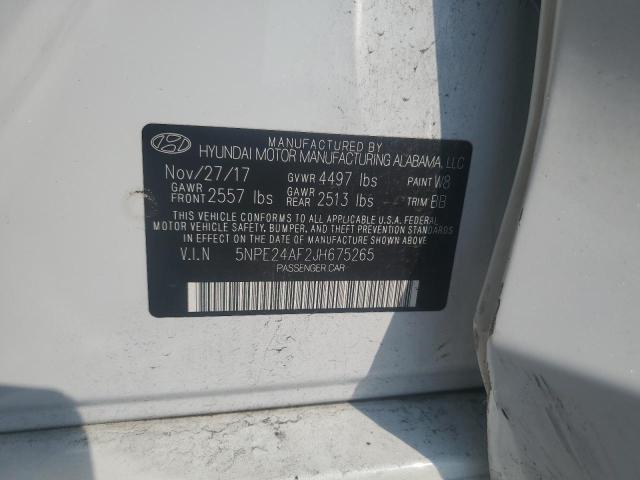 MANUFACTURED BY
HYUNDAI MOTOR MANUFACTURING ALABAMA, LLC
Nov/27/17 GVWR 4497 lbs PAINT W8
GAWR FRONT 2557 lbs GAWR REAR 2513 lbs TRIM BB
THIS VEHICLE CONFORMS TO ALL APPLICABLE U.S.A. FEDERAL
MOTOR VEHICLE SAFETY, BUMPER, AND THEFT PREVENTION STANDARDS
IN EFFECT ON THE DATE OF MANUFACTURE SHOWN ABOVE.
V.I.N 5NPE24AF2JH675265
PASSENGER CAR